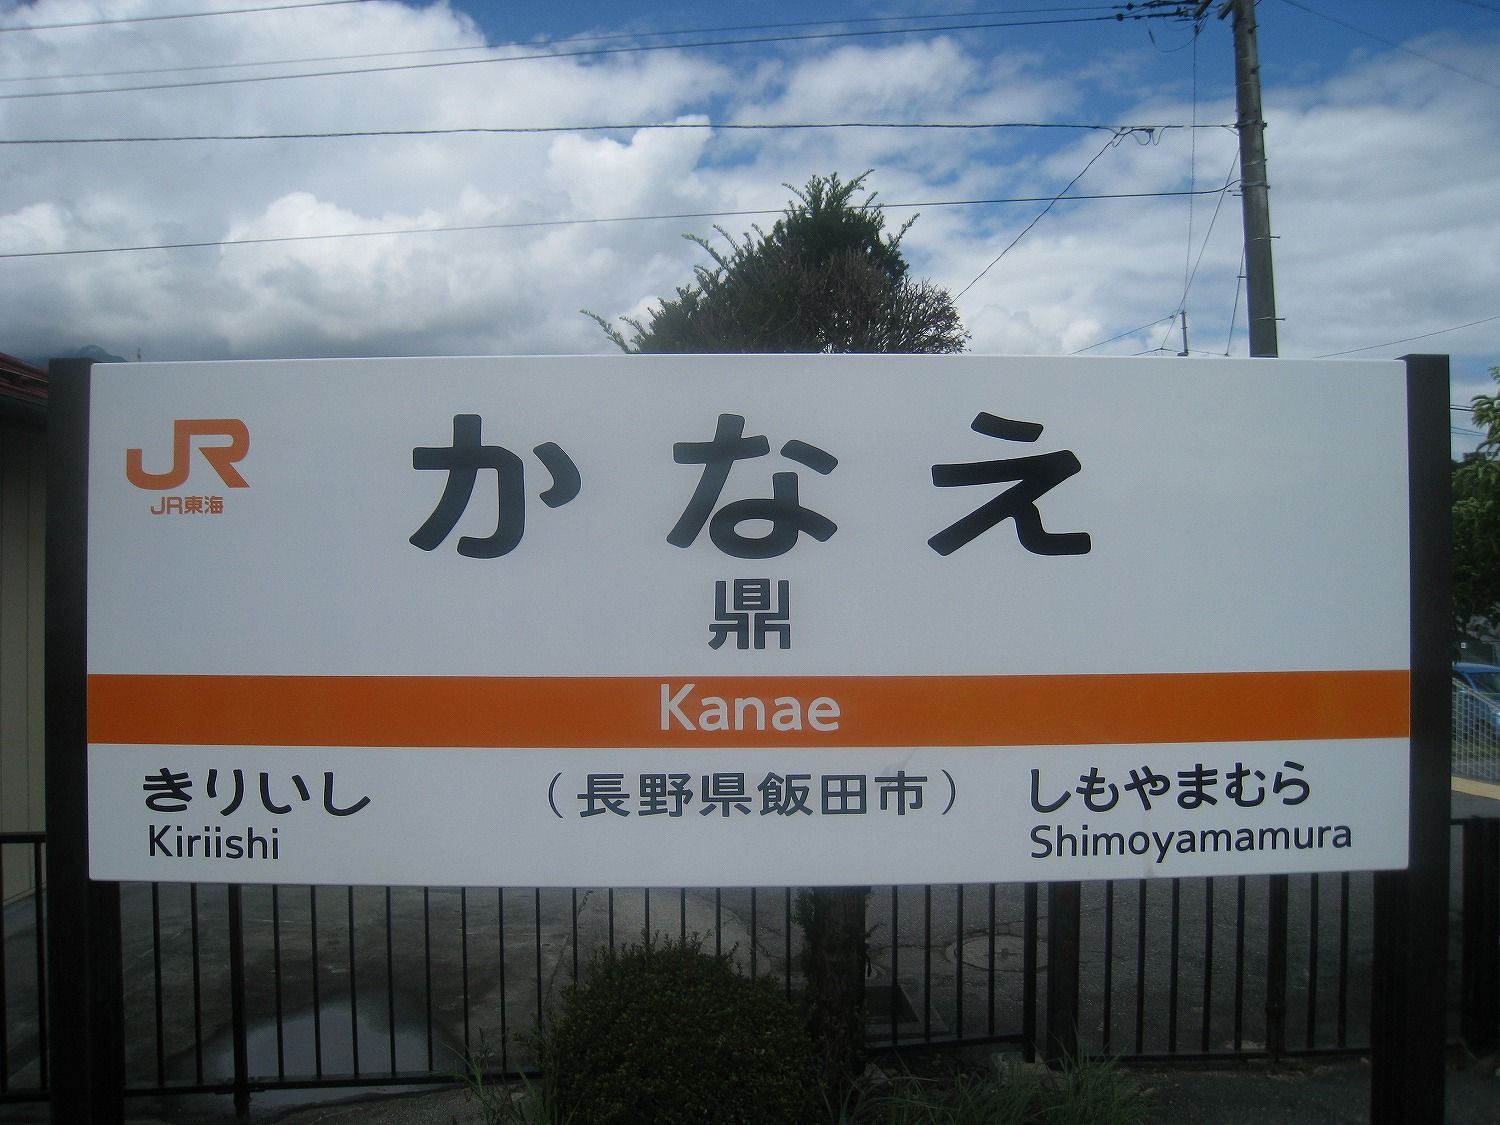 JR
JR東海
かなえ
鼎
Kanae
きりいし
Kiriishi
（長野県飯田市）
しもやまむら
Shimoyamamura